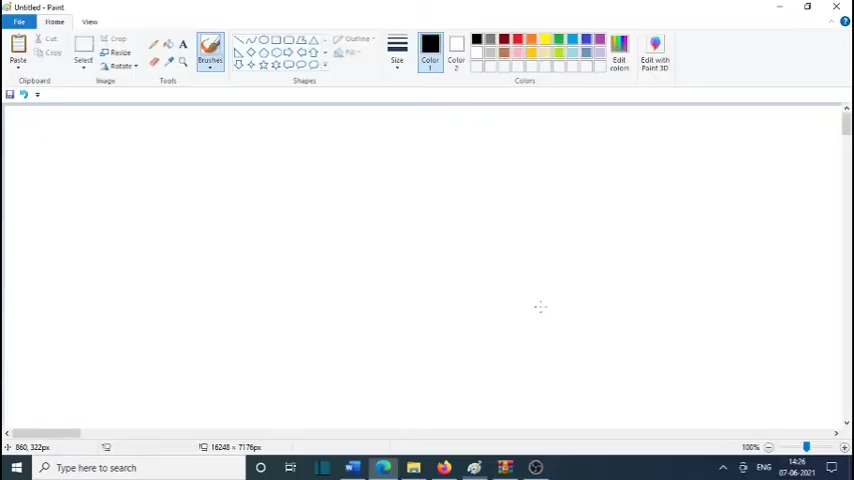 Untitled - Paint
File Home View
Paste Cut Copy Clipboard
Select Crop Resize Rotate Image
Tools
Brushes
Outline Fill Shapes
Size
Color 1 Color 2 Edit colors Colors
Edit with Paint 3D
860, 322px 16248 × 7176px 100%
Type here to search ENG 14:26 07-06-2021